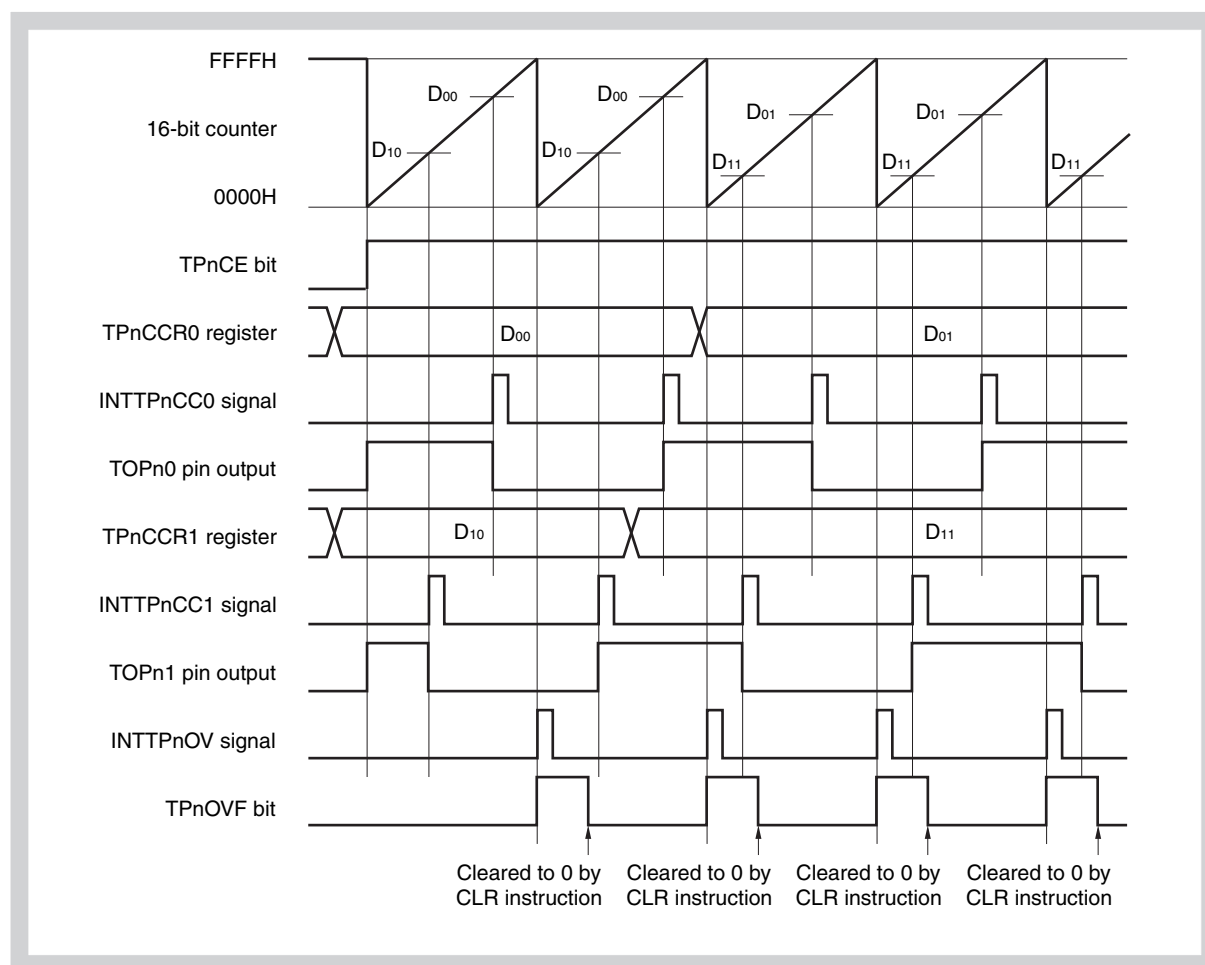 FFFFH
D00 D00 D01 D01
16-bit counter
D10 D10 D11 D11 D11
0000H
TPnCE bit
TPnCCR0 register D00 D01
INTTPnCC0 signal
TOPn0 pin output
TPnCCR1 register D10 D11
INTTPnCC1 signal
TOPn1 pin output
INTTPnOV signal
TPnOVF bit
Cleared to 0 by
CLR instruction
Cleared to 0 by
CLR instruction
Cleared to 0 by
CLR instruction
Cleared to 0 by
CLR instruction